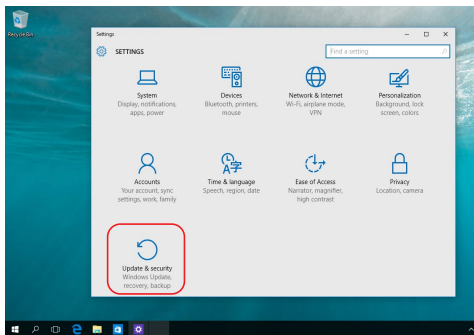 Recycle Bin
Settings
SETTINGS
Find a setting
System
Display, notifications,
apps, power
Devices
Bluetooth, printers,
mouse
Network & Internet
Wi-Fi, airplane mode,
VPN
Personalization
Background, lock
screen, colors
Accounts
Your account, sync
settings, work, family
Time & language
Speech, region, date
Ease of Access
Narrator, magnifier,
high contrast
Privacy
Location, camera
Update & security
Windows Update,
recovery, backup